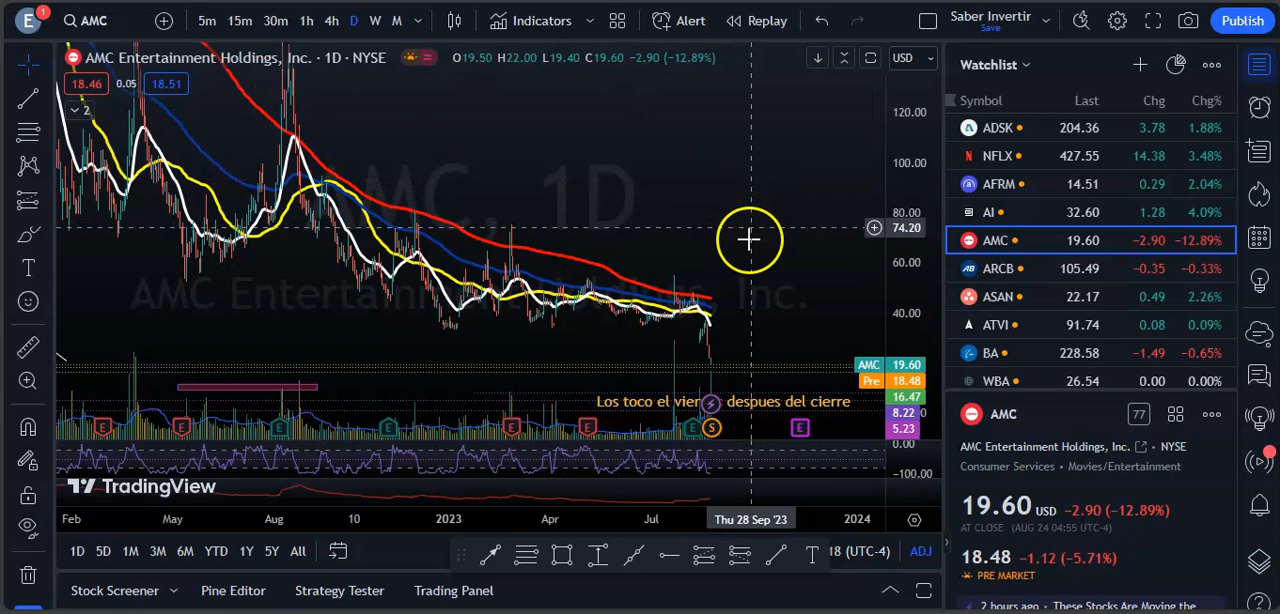 E 1 AMC 5m 15m 30m 1h 4h D W M Indicators Alert Replay Saber Invertir Save Publish
AMC Entertainment Holdings, Inc. · 1D · NYSE O19.50 H22.00 L19.40 C19.60 -2.90 (-12.89%) USD
18.46 0.05 18.51
2
AMC, 1D
AMC Entertainment Holdings, Inc.
120.00
100.00
80.00
74.20
60.00
40.00
AMC 19.60
Pre 18.48
16.47
8.22
5.23
0.00
-100.00
Los toco el vier despues del cierre
E E E E E E E S E
TradingView
Feb May Aug 10 2023 Apr Jul Thu 28 Sep '23 2024
1D 5D 1M 3M 6M YTD 1Y 5Y All 18 (UTC-4) ADJ
Stock Screener Pine Editor Strategy Tester Trading Panel
Watchlist
Symbol Last Chg Chg%
ADSK 204.36 3.78 1.88%
NFLX 427.55 14.38 3.48%
AFRM 14.51 0.29 2.04%
AI 32.60 1.28 4.09%
AMC 19.60 -2.90 -12.89%
ARCB 105.49 -0.35 -0.33%
ASAN 22.17 0.49 2.26%
ATVI 91.74 0.08 0.09%
BA 228.58 -1.49 -0.65%
WBA 26.54 0.00 0.00%
AMC 77
AMC Entertainment Holdings, Inc. · NYSE
Consumer Services · Movies/Entertainment
19.60 USD -2.90 (-12.89%)
AT CLOSE (AUG 24 04:55 UTC-4)
18.48 -1.12 (-5.71%)
PRE MARKET
2 hours ago · These Stocks Are Moving the